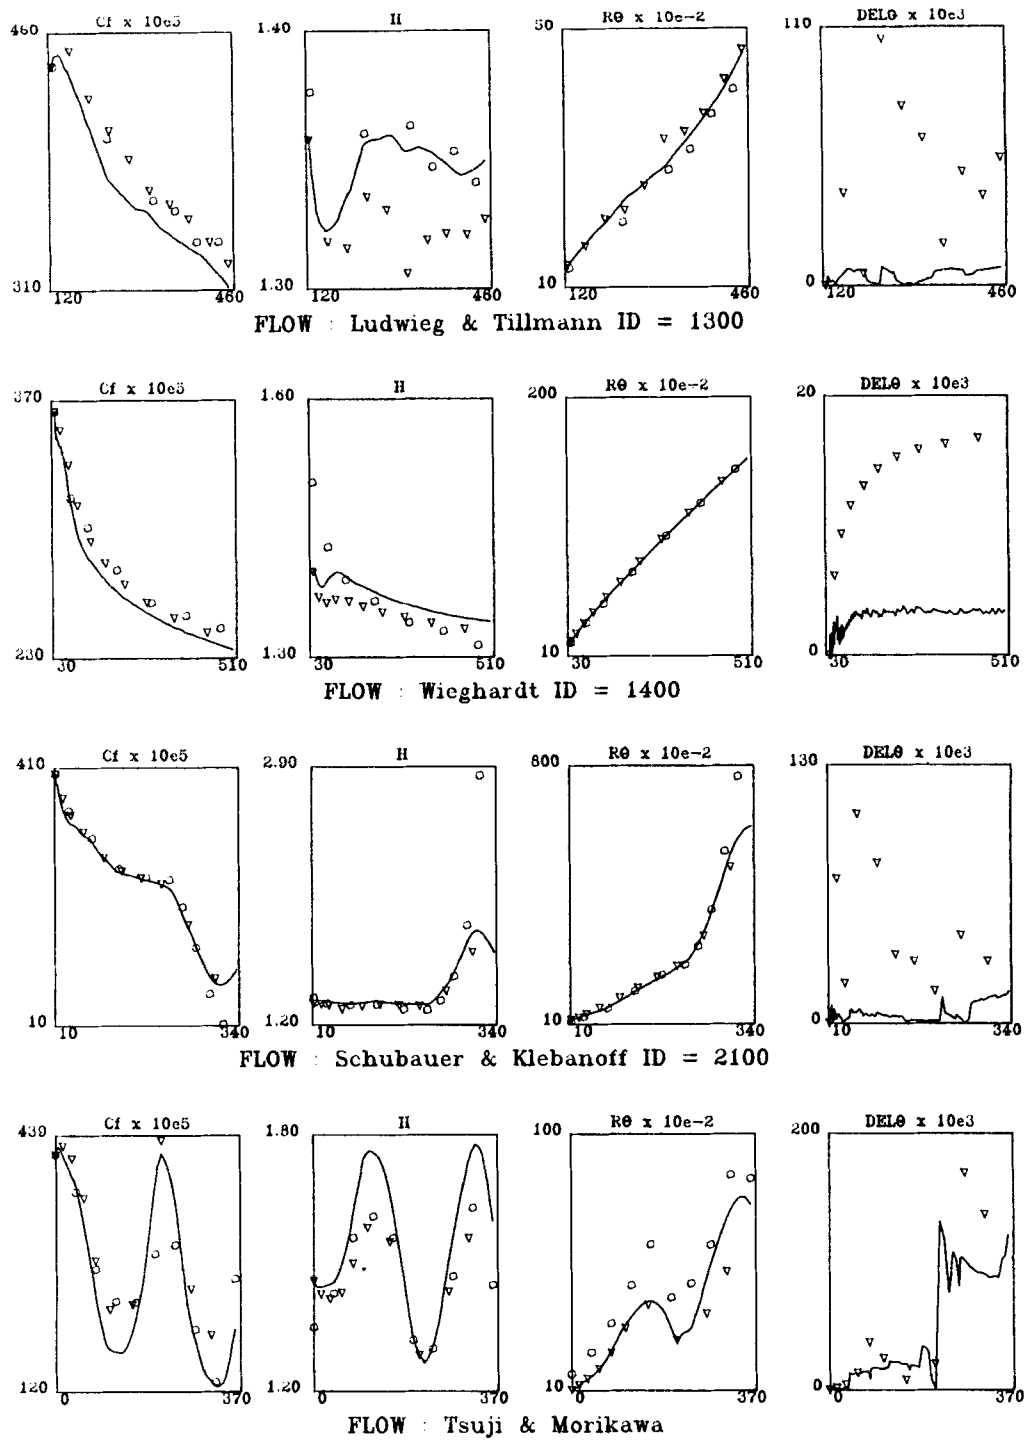 Cf x 10e5 H Rθ x 10e-2 DELθ x 10e3
460 1.40 50 110
310 1.30 10 0
120 460 120 460 120 460 120 460
FLOW : Ludwieg & Tillmann ID = 1300
Cf x 10e5 H Rθ x 10e-2 DELθ x 10e3
370 1.60 200 20
230 1.30 10 0
30 510 30 510 30 510 30 510
FLOW : Wieghardt ID = 1400
Cf x 10e5 H Rθ x 10e-2 DELθ x 10e3
410 2.90 800 130
10 1.20 10 0
10 340 10 340 10 340 10 340
FLOW : Schubauer & Klebanoff ID = 2100
Cf x 10e5 H Rθ x 10e-2 DELθ x 10e3
439 1.80 100 200
120 1.20 10 0
0 370 0 370 0 370 0 370
FLOW : Tsuji & Morikawa